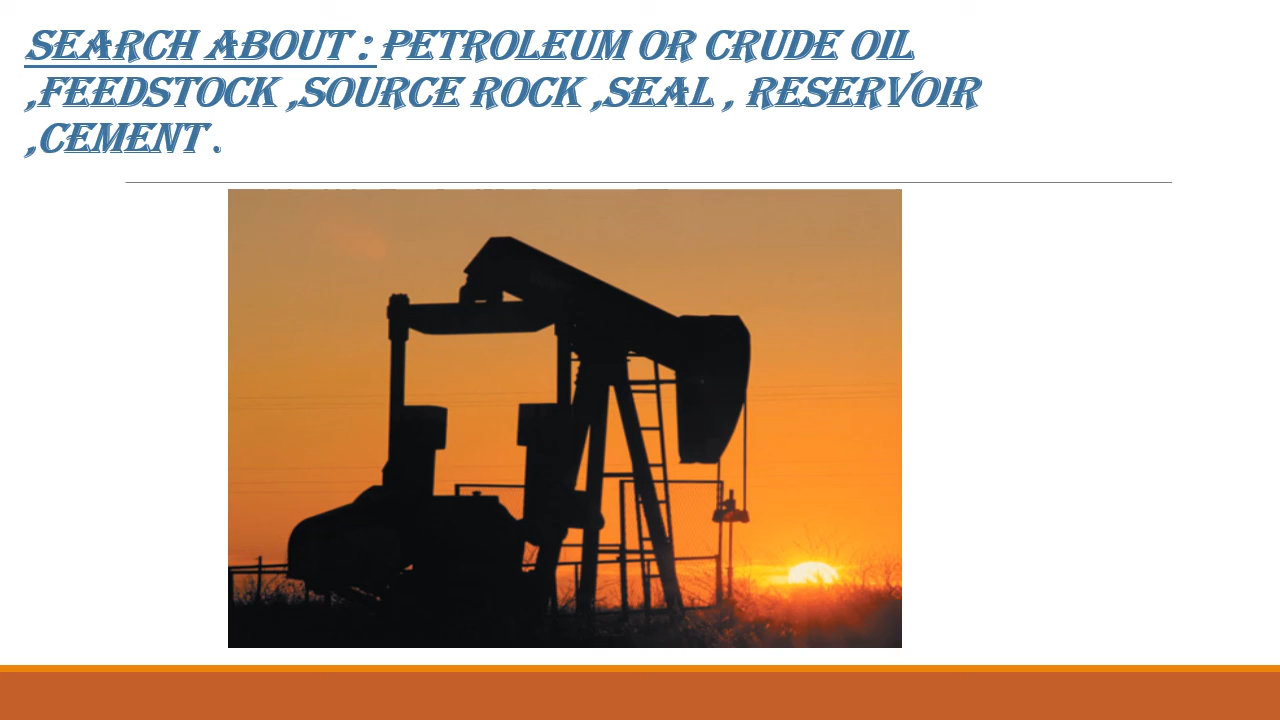 SEARCH ABOUT : PETROLEUM OR CRUDE OIL
,FEEDSTOCK ,SOURCE ROCK ,SEAL , RESERVOIR
,CEMENT .